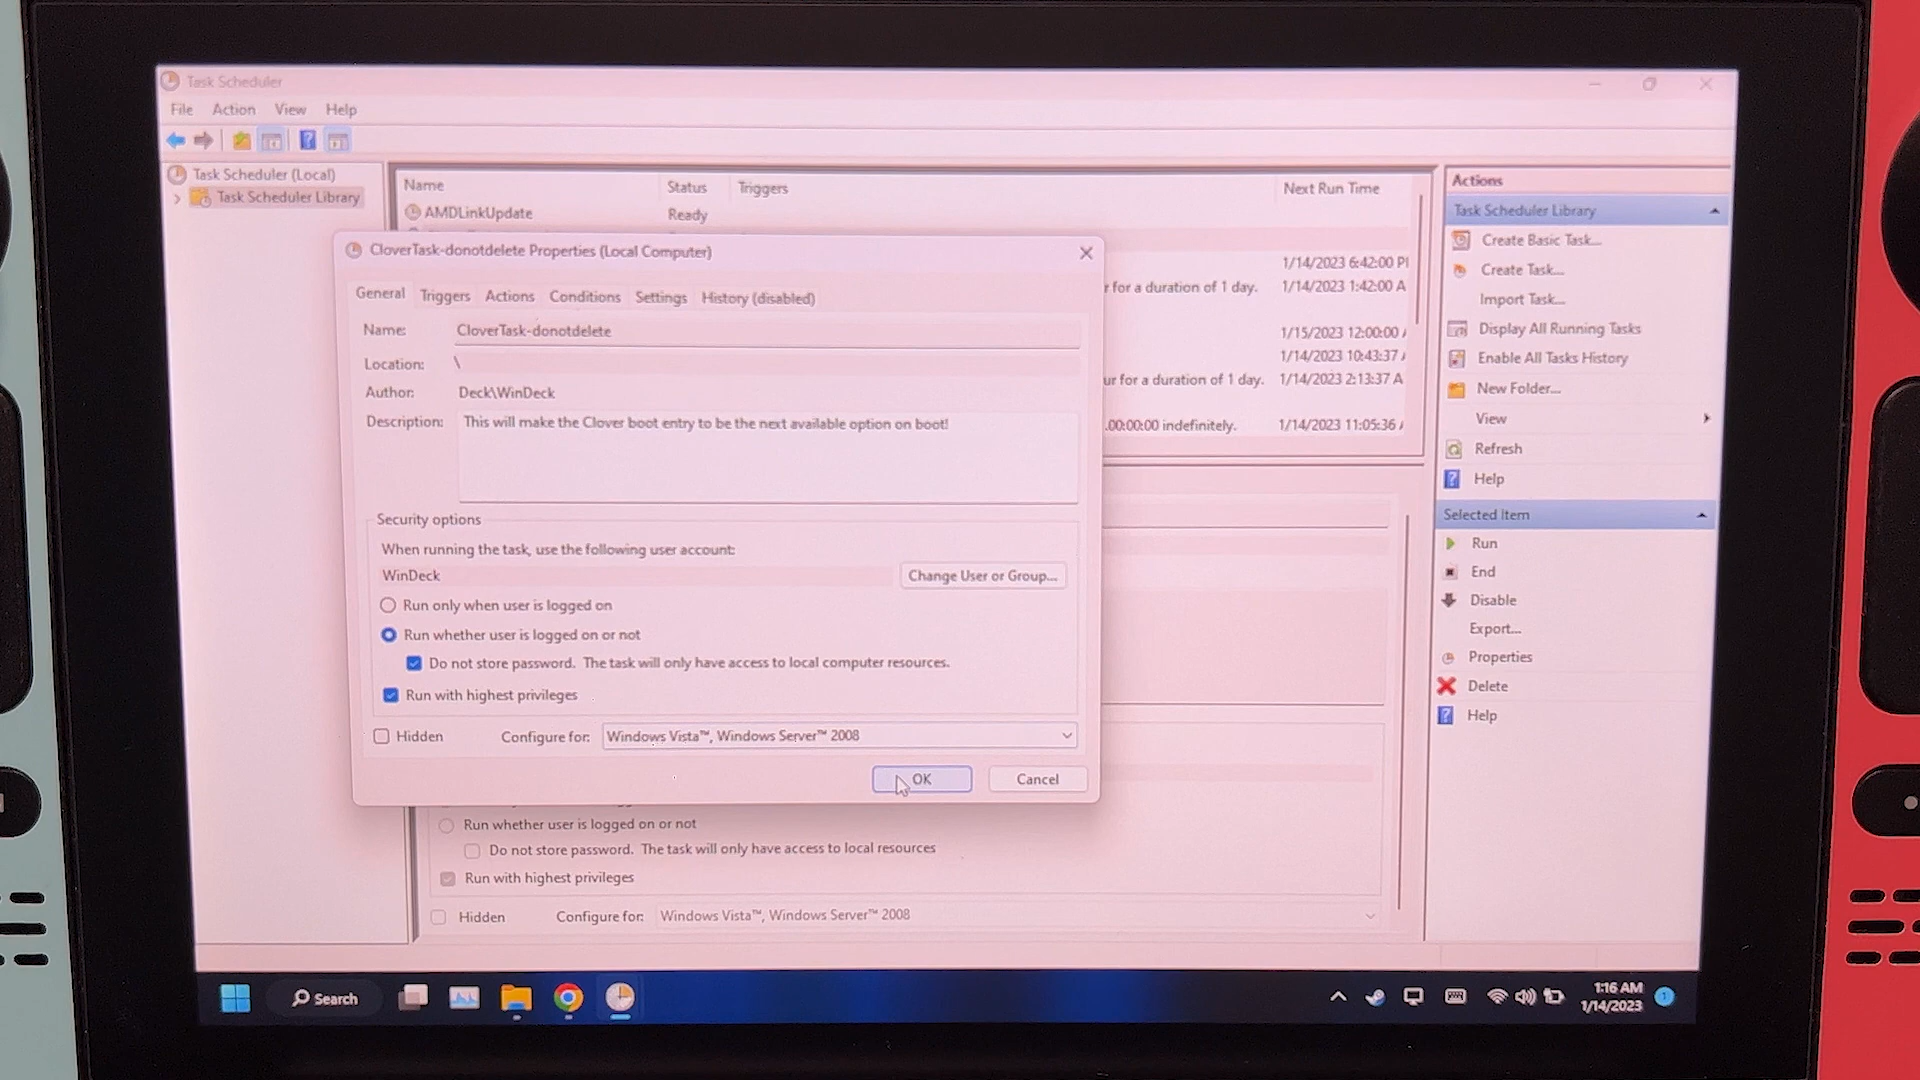 Task Scheduler
File Action View Help
Task Scheduler (Local)
Task Scheduler Library
Name Status Triggers Next Run Time
AMDLinkUpdate Ready
1/14/2023 6:42:00 P
r for a duration of 1 day. 1/14/2023 1:42:00 A
1/15/2023 12:00:00
1/14/2023 10:43:37
ur for a duration of 1 day. 1/14/2023 2:13:37 A
.00:00:00 indefinitely. 1/14/2023 11:05:36
CloverTask-donotdelete Properties (Local Computer)
General Triggers Actions Conditions Settings History (disabled)
Name: CloverTask-donotdelete
Location: \
Author: Deck\WinDeck
Description: This will make the Clover boot entry to be the next available option on boot!
Security options
When running the task, use the following user account:
WinDeck
Change User or Group...
Run only when user is logged on
Run whether user is logged on or not
Do not store password. The task will only have access to local computer resources.
Run with highest privileges
Hidden Configure for: Windows Vista™, Windows Server™ 2008
OK Cancel
Run whether user is logged on or not
Do not store password. The task will only have access to local resources
Run with highest privileges
Hidden Configure for: Windows Vista™, Windows Server™ 2008
Actions
Task Scheduler Library
Create Basic Task...
Create Task...
Import Task...
Display All Running Tasks
Enable All Tasks History
New Folder...
View
Refresh
Help
Selected Item
Run
End
Disable
Export...
Properties
Delete
Help
Search
1:16 AM
1/14/2023
1